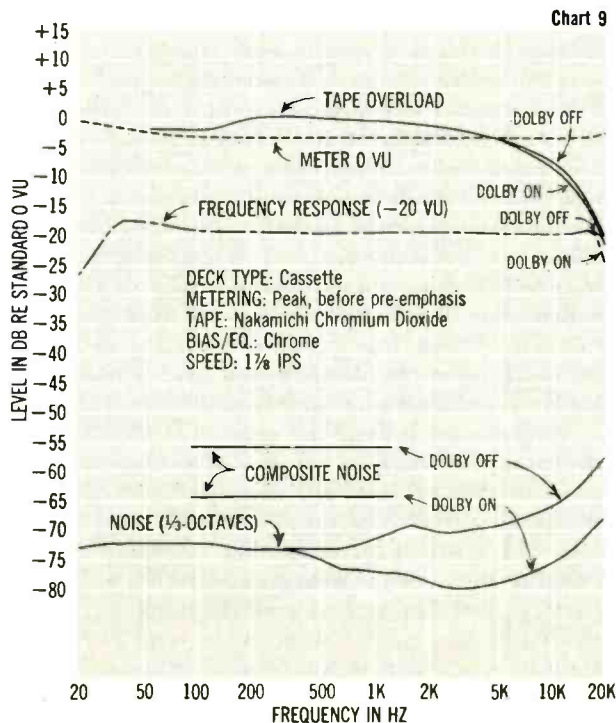 Chart 9
+15
+10
+5
0
-5
-10
-15
-20
-25
-30
-35
-40
-45
-50
-55
-60
-65
-70
-75
-80
LEVEL IN DB RE STANDARD 0 VU
TAPE OVERLOAD
DOLBY OFF
METER 0 VU
DOLBY ON
FREQUENCY RESPONSE (−20 VU)
DOLBY OFF
DOLBY ON
DECK TYPE: Cassette
METERING: Peak, before pre-emphasis
TAPE: Nakamichi Chromium Dioxide
BIAS/EQ.: Chrome
SPEED: 1⅞ IPS
COMPOSITE NOISE
DOLBY OFF
DOLBY ON
NOISE (⅓-OCTAVES)
20 50 100 200 500 1K 2K 5K 10K 20K
FREQUENCY IN HZ